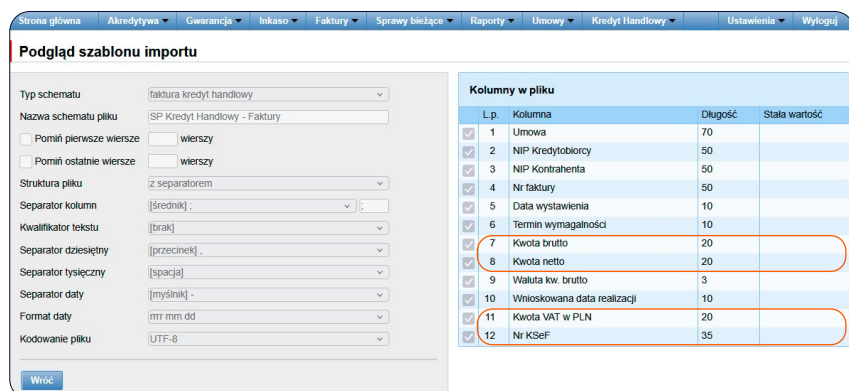 Strona główna Akredytywa Gwarancja Inkaso Faktury Sprawy bieżące Raporty Umowy Kredyt Handlowy Ustawienia Wyloguj
Podgląd szablonu importu
Typ schematu faktura kredyt handlowy
Nazwa schematu pliku SP Kredyt Handlowy - Faktury
Pomiń pierwsze wiersze wierszy
Pomiń ostatnie wiersze wierszy
Struktura pliku z separatorem
Separator kolumn [średnik] ; ;
Kwalifikator tekstu [brak]
Separator dziesiętny [przecinek] ,
Separator tysięczny [spacja]
Separator daty [myślnik] -
Format daty rrrr mm dd
Kodowanie pliku UTF-8
Wróć
Kolumny w pliku
L.p. Kolumna Długość Stała wartość
1 Umowa 70
2 NIP Kredytobiorcy 50
3 NIP Kontrahenta 50
4 Nr faktury 50
5 Data wystawienia 10
6 Termin wymagalności 10
7 Kwota brutto 20
8 Kwota netto 20
9 Waluta kw. brutto 3
10 Wnioskowana data realizacji 10
11 Kwota VAT w PLN 20
12 Nr KSeF 35